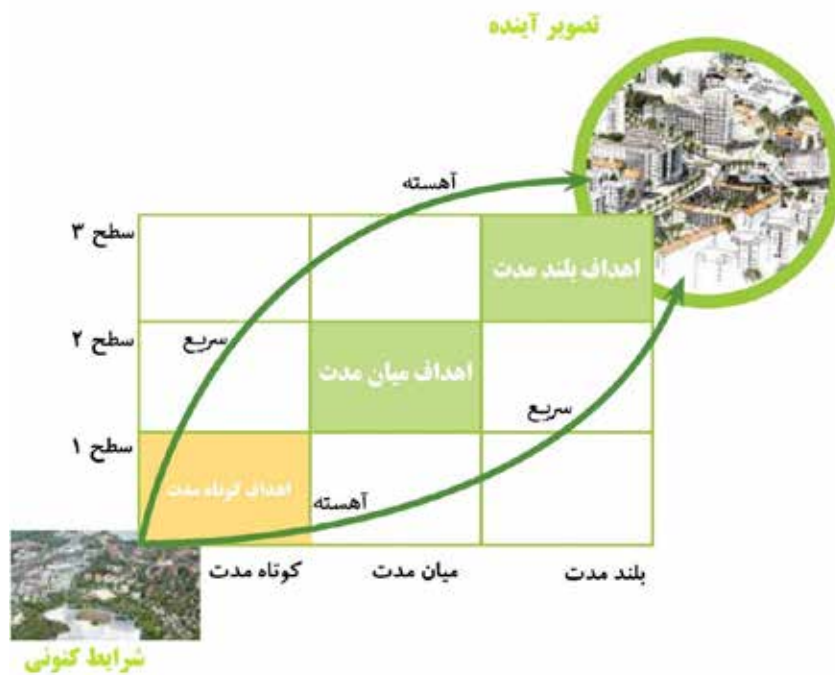 تصویر آینده
آهسته
سطح ۳
اهداف بلند مدت
سریع
سطح ۲
اهداف میان مدت
سریع
سطح ۱
اهداف کوتاه مدت
آهسته
کوتاه مدت
میان مدت
بلند مدت
شرایط کنونی